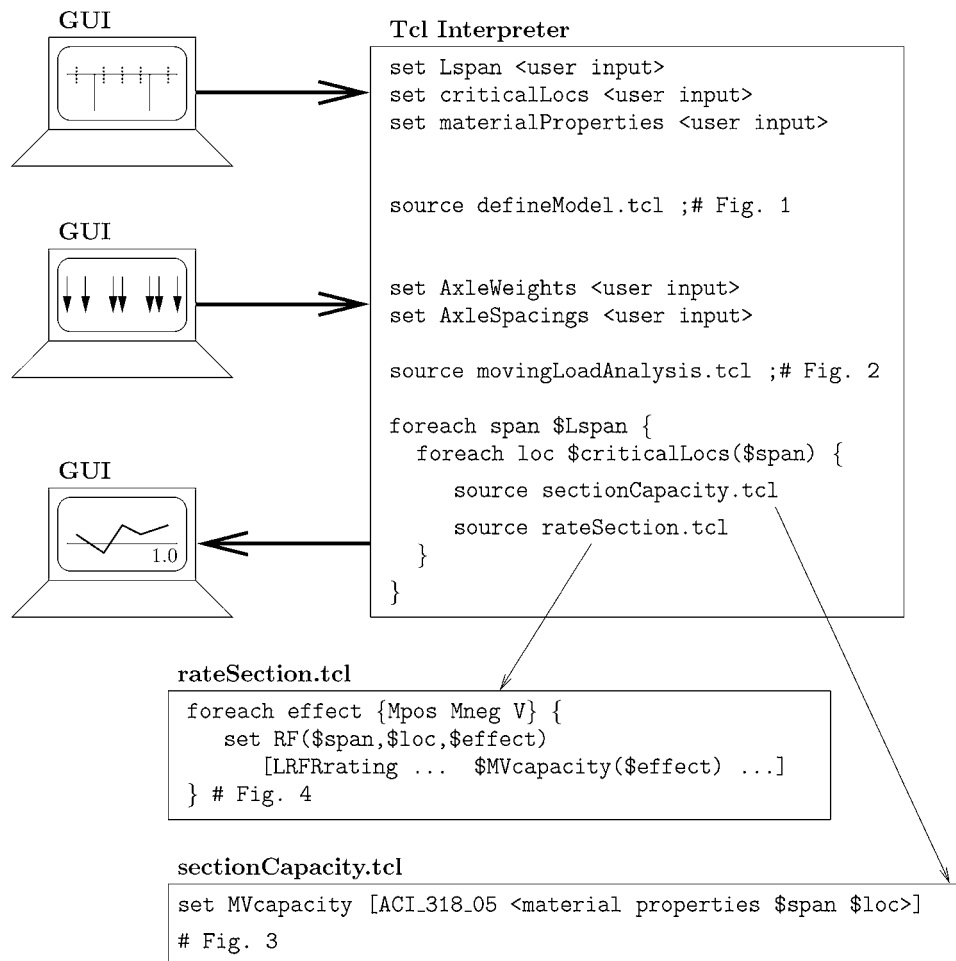 GUI
Tcl Interpreter
set Lspan <user input>
set criticalLocs <user input>
set materialProperties <user input>
source defineModel.tcl ;# Fig. 1
GUI
set AxleWeights <user input>
set AxleSpacings <user input>
source movingLoadAnalysis.tcl ;# Fig. 2
foreach span $Lspan {
foreach loc $criticalLocs($span) {
GUI
source sectionCapacity.tcl
source rateSection.tcl
1.0
}
}
rateSection.tcl
foreach effect {Mpos Mneg V} {
set RF($span,$loc,$effect)
[LRFRrating ... $MVcapacity($effect) ...]
} # Fig. 4
sectionCapacity.tcl
set MVcapacity [ACI_318_05 <material properties $span $loc>]
# Fig. 3